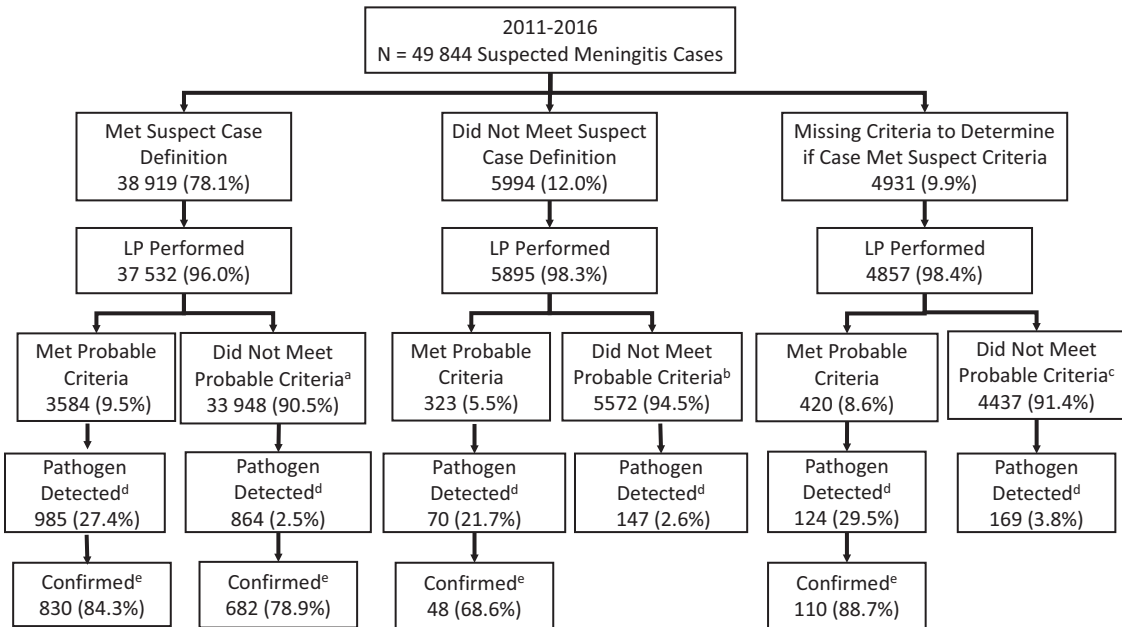 2011-2016
N = 49 844 Suspected Meningitis Cases
Met Suspect Case
Definition
38 919 (78.1%)
Did Not Meet Suspect
Case Definition
5994 (12.0%)
Missing Criteria to Determine
if Case Met Suspect Criteria
4931 (9.9%)
LP Performed
37 532 (96.0%)
LP Performed
5895 (98.3%)
LP Performed
4857 (98.4%)
Met Probable
Criteria
3584 (9.5%)
Did Not Meet
Probable Criteriaᵃ
33 948 (90.5%)
Met Probable
Criteria
323 (5.5%)
Did Not Meet
Probable Criteriaᵇ
5572 (94.5%)
Met Probable
Criteria
420 (8.6%)
Did Not Meet
Probable Criteriaᶜ
4437 (91.4%)
Pathogen
Detectedᵈ
985 (27.4%)
Pathogen
Detectedᵈ
864 (2.5%)
Pathogen
Detectedᵈ
70 (21.7%)
Pathogen
Detectedᵈ
147 (2.6%)
Pathogen
Detectedᵈ
124 (29.5%)
Pathogen
Detectedᵈ
169 (3.8%)
Confirmedᵉ
830 (84.3%)
Confirmedᵉ
682 (78.9%)
Confirmedᵉ
48 (68.6%)
Confirmedᵉ
110 (88.7%)